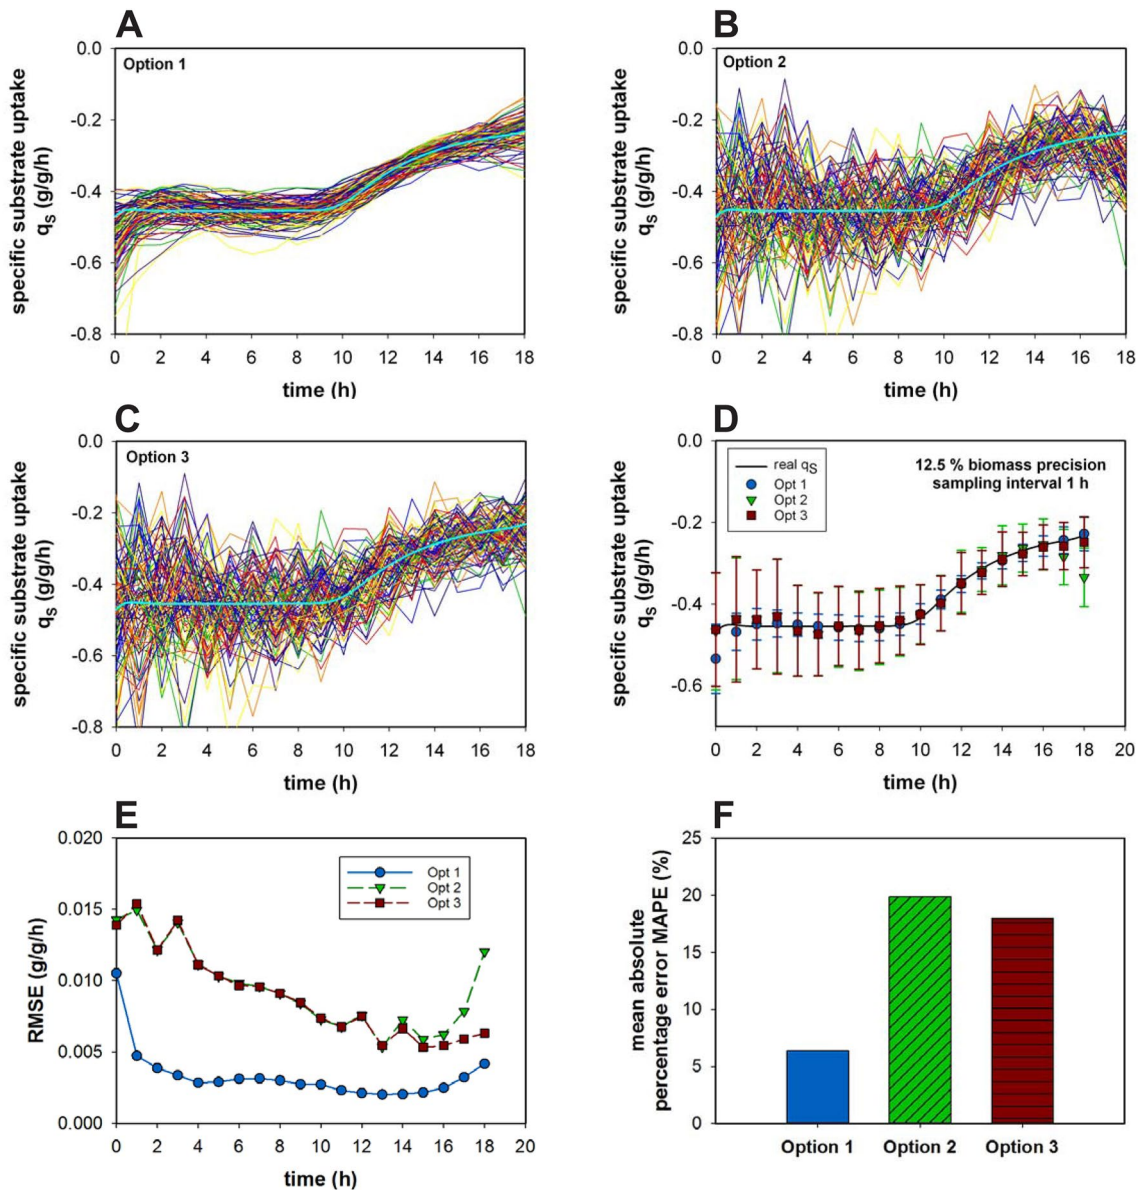 A
Option 1
specific substrate uptake
qS (g/g/h)
0.0
-0.2
-0.4
-0.6
-0.8
0 2 4 6 8 10 12 14 16 18
time (h)
B
Option 2
specific substrate uptake
qS (g/g/h)
0.0
-0.2
-0.4
-0.6
-0.8
0 2 4 6 8 10 12 14 16 18
time (h)
C
Option 3
specific substrate uptake
qS (g/g/h)
0.0
-0.2
-0.4
-0.6
-0.8
0 2 4 6 8 10 12 14 16 18
time (h)
D
real qS
Opt 1
Opt 2
Opt 3
12.5 % biomass precision
sampling interval 1 h
specific substrate uptake
qS (g/g/h)
0.0
-0.2
-0.4
-0.6
0 2 4 6 8 10 12 14 16 18 20
time (h)
E
Opt 1
Opt 2
Opt 3
RMSE (g/g/h)
0.020
0.015
0.010
0.005
0.000
0 2 4 6 8 10 12 14 16 18 20
time (h)
F
mean absolute
percentage error MAPE (%)
25
20
15
10
5
0
Option 1 Option 2 Option 3